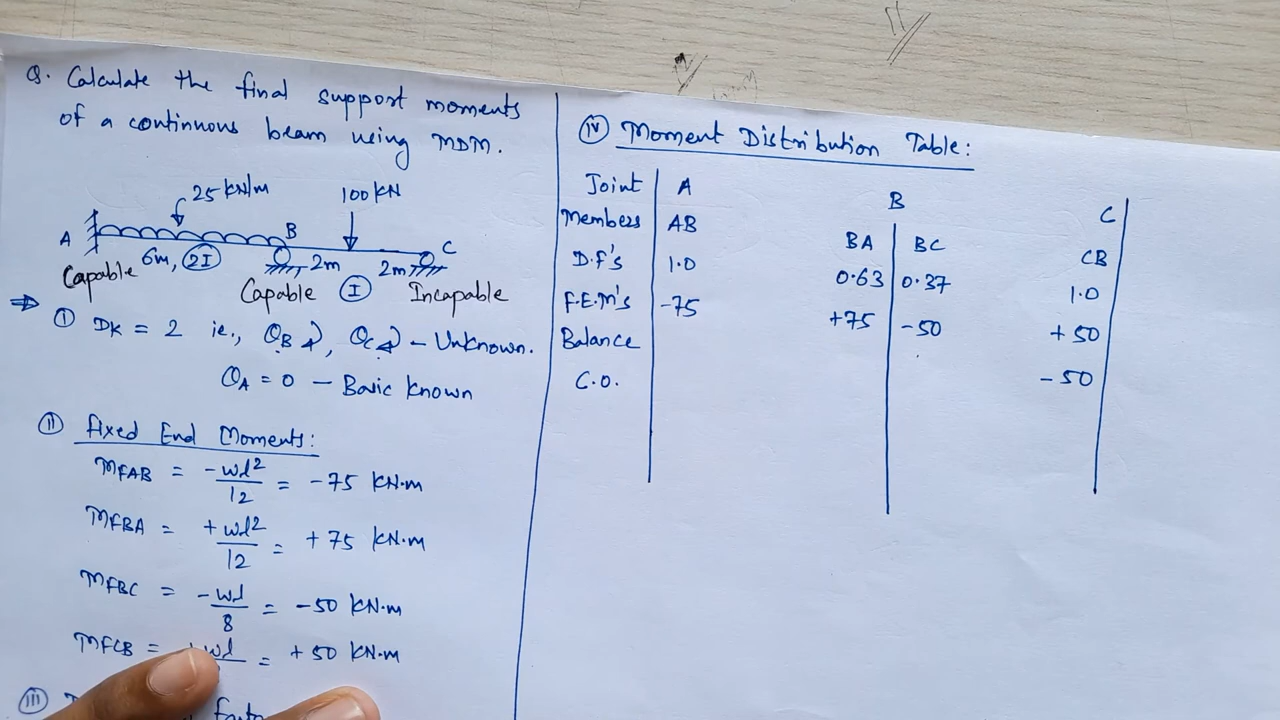 Q. Calculate the final support moments
of a continuous beam using MDM.
25 kN/m
100 KN
A
B
C
6m, 2I
2m
2m
Capable
Capable
I
Incapable
⇒ ① DK = 2 ie., θB, θC – Unknown.
θA = 0 – Basic known
ⅱ Fixed End Moments:
MFAB = -wl²/12 = -75 KN.m
MFBA = +wl²/12 = +75 KN.m
MFBC = -wl/8 = -50 KN.m
MFCB = wl = +50 KN.m
ⅲ
ⅳ Moment Distribution Table:
Joint A B C
Members AB BA BC CB
D.F's 1.0 0.63 0.37 1.0
F.E.M's -75 +75 -50 +50
Balance -50
C.O.